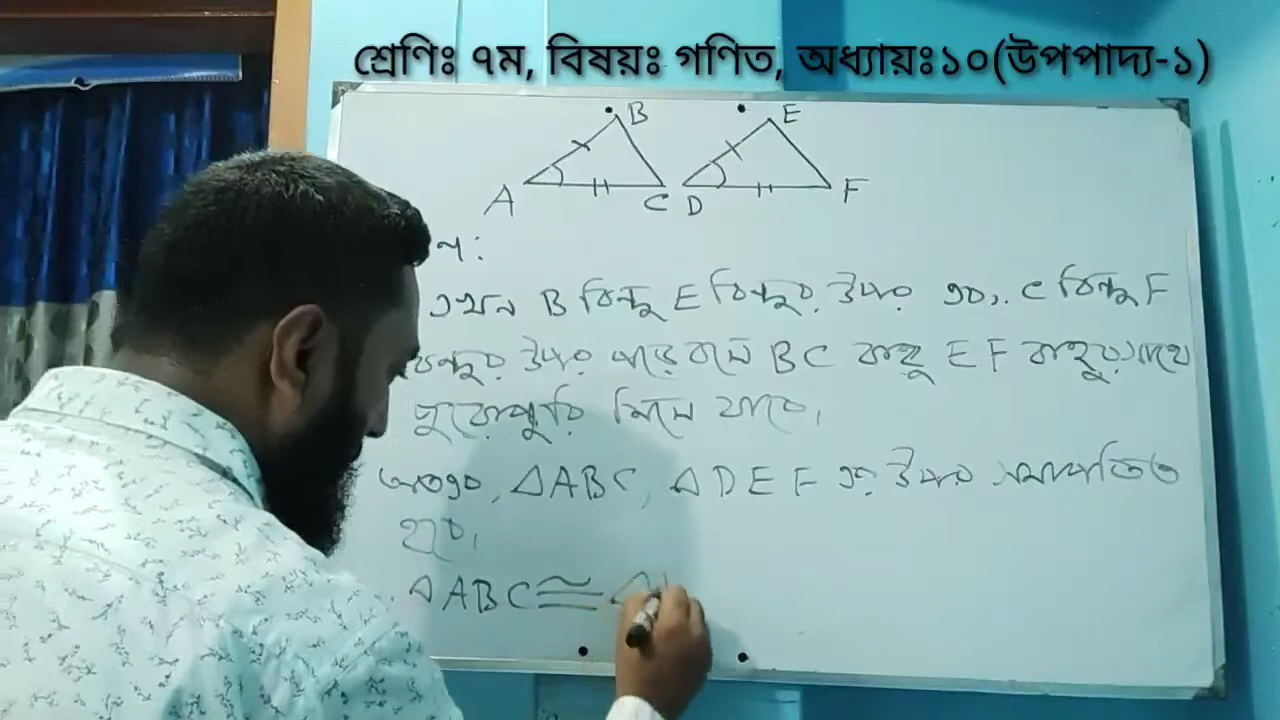 শ্রেণিঃ ৭ম, বিষয়ঃ গণিত, অধ্যায়ঃ১০(উপপাদ্য-১)
B E
A C D F
এখন B বিন্দু E বিন্দুর উপর এবং C বিন্দু F
বিন্দুর উপর পড়ে বলে BC বাহু EF বাহুর সাথে
পুরোপুরি মিলে যাবে।
অতএব, △ABC, △DEF এর উপর সমাপতিত
হবে।
△ABC ≅ △